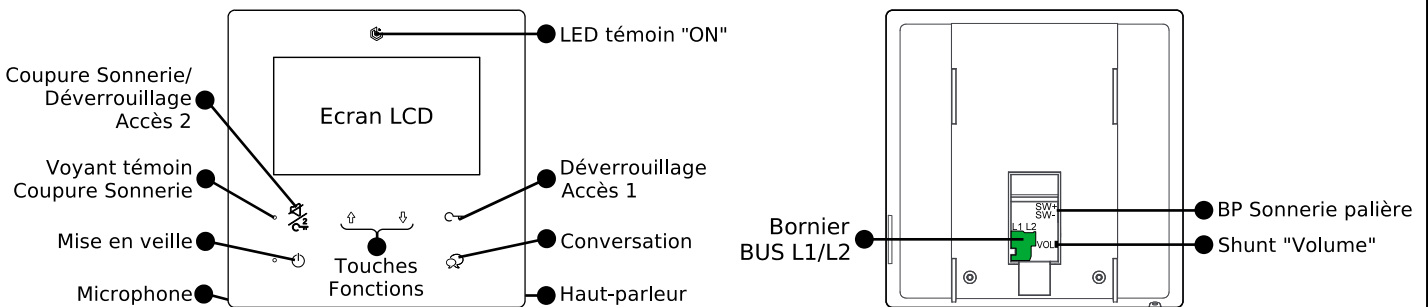 LED témoin "ON"
Coupure Sonnerie/
Déverrouillage
Accès 2
Ecran LCD
Voyant témoin
Coupure Sonnerie
Déverrouillage
Accès 1
2
Mise en veille
Conversation
Touches
Fonctions
Microphone
Haut-parleur
SW+
SW-
BP Sonnerie palière
L1 L2
Bornier
BUS L1/L2
VOL
Shunt "Volume"